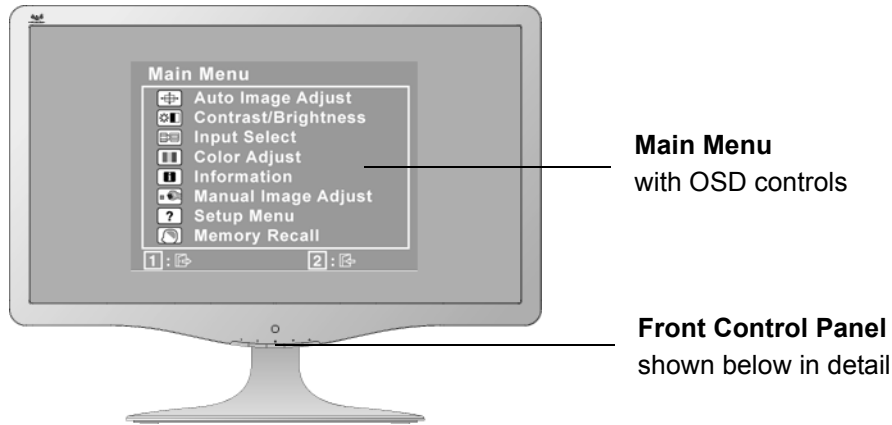 Main Menu
Auto Image Adjust
Contrast/Brightness
Input Select
Color Adjust
Information
Manual Image Adjust
? Setup Menu
Memory Recall
1 : 2 :
Main Menu
with OSD controls
Front Control Panel
shown below in detail